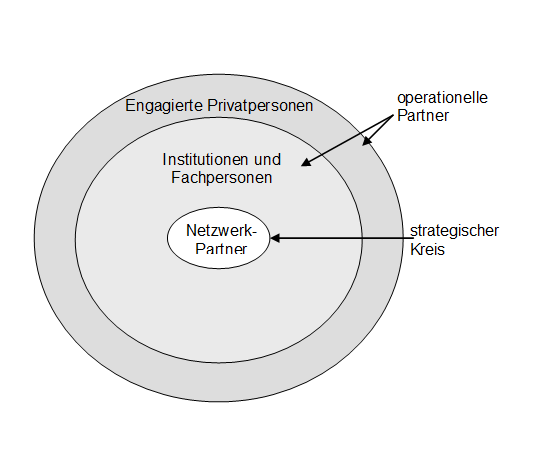 Engagierte Privatpersonen
operationelle
Partner
Institutionen und
Fachpersonen
Netzwerk-
Partner
strategischer
Kreis